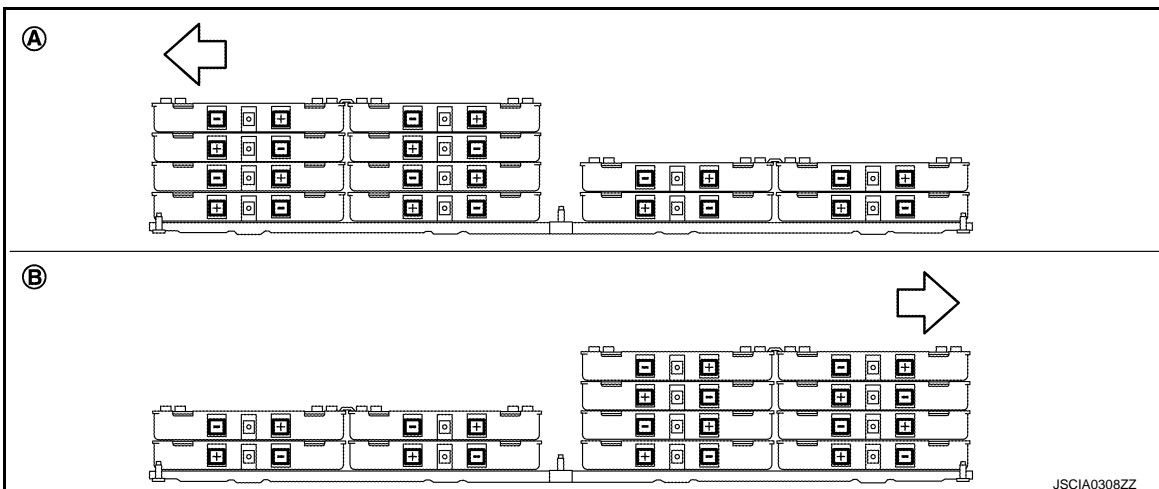 A
- + - +
+ - + -
- + - + - + - +
+ - + - + - + -
B
- + - +
+ - + -
- + - + - + - +
+ - + - + - + -
JSCIA0308ZZ